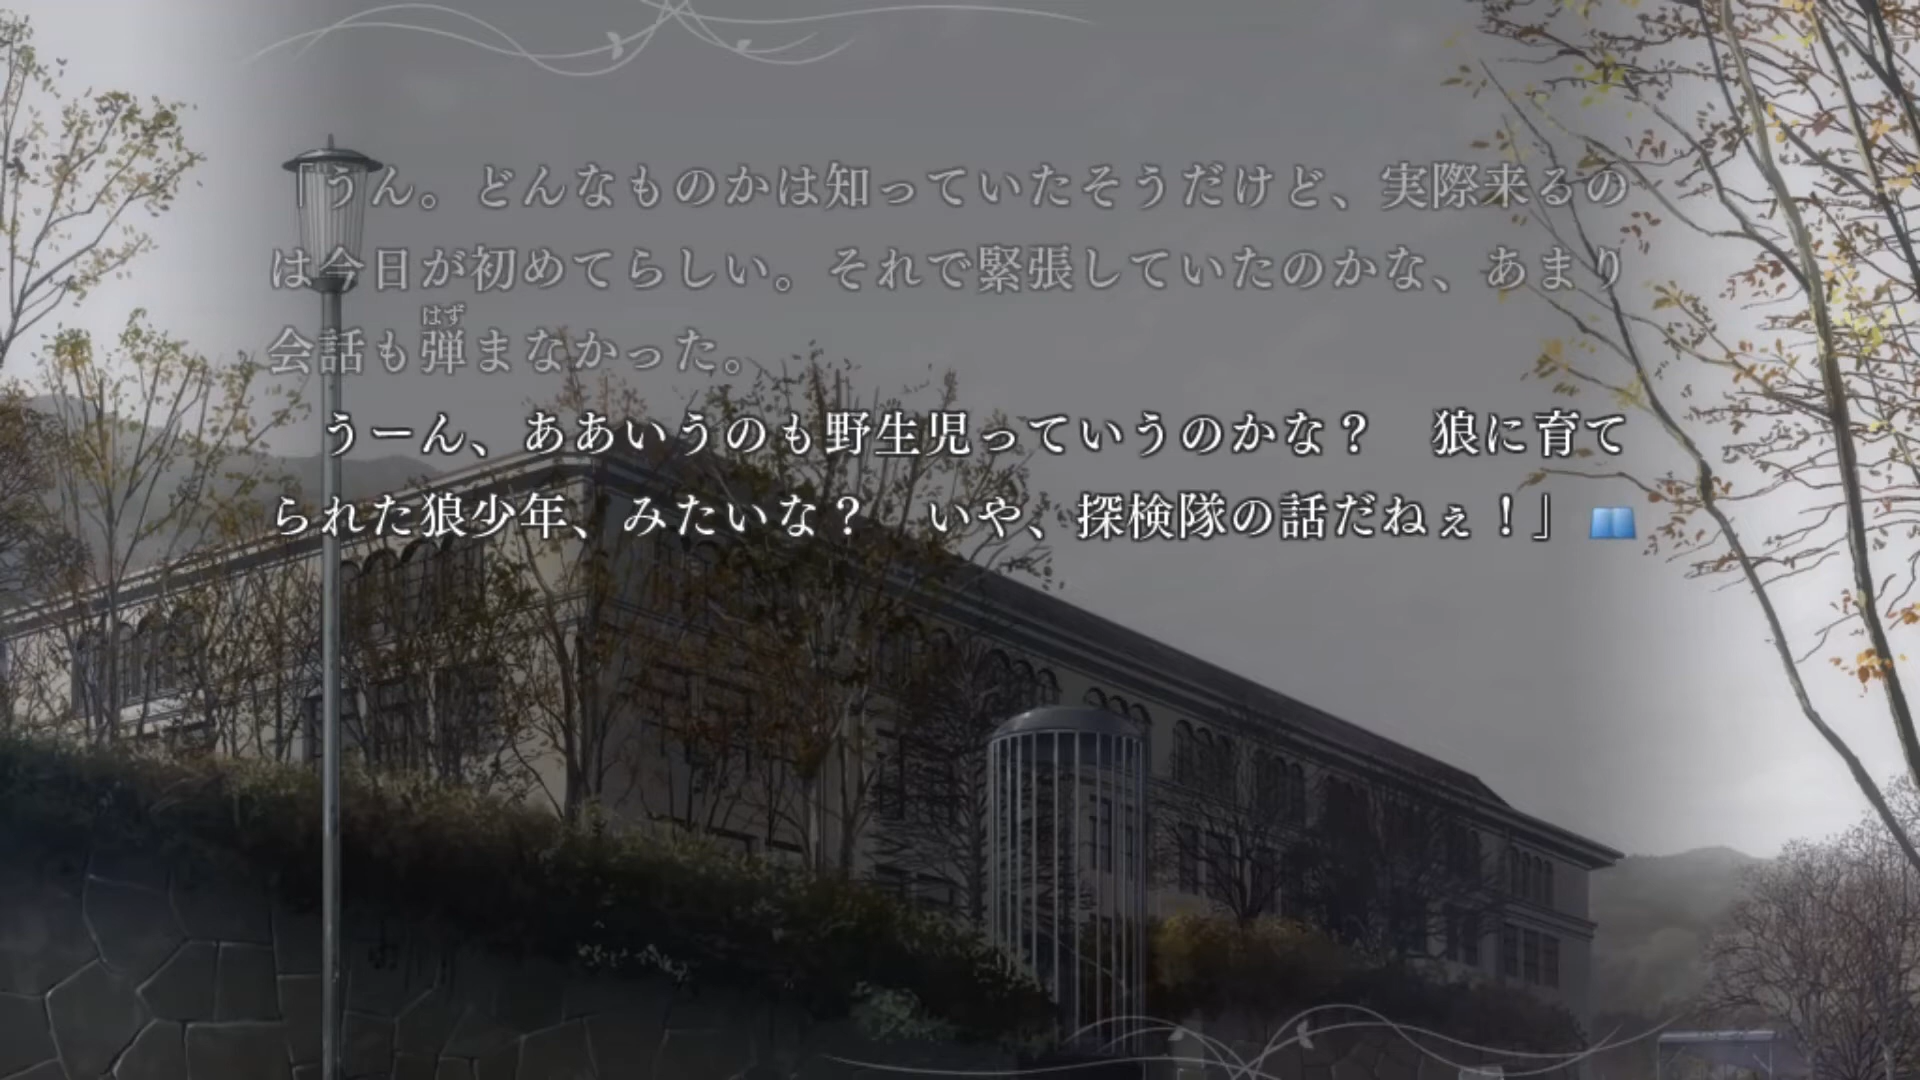 「うん。どんなものかは知っていたそうだけど、実際来るの
は今日が初めてらしい。それで緊張していたのかな、あまり
はず
会話も弾まなかった。
うーん、ああいうのも野生児っていうのかな？　狼に育て
られた狼少年、みたいな？　いや、探検隊の話だねぇ！」